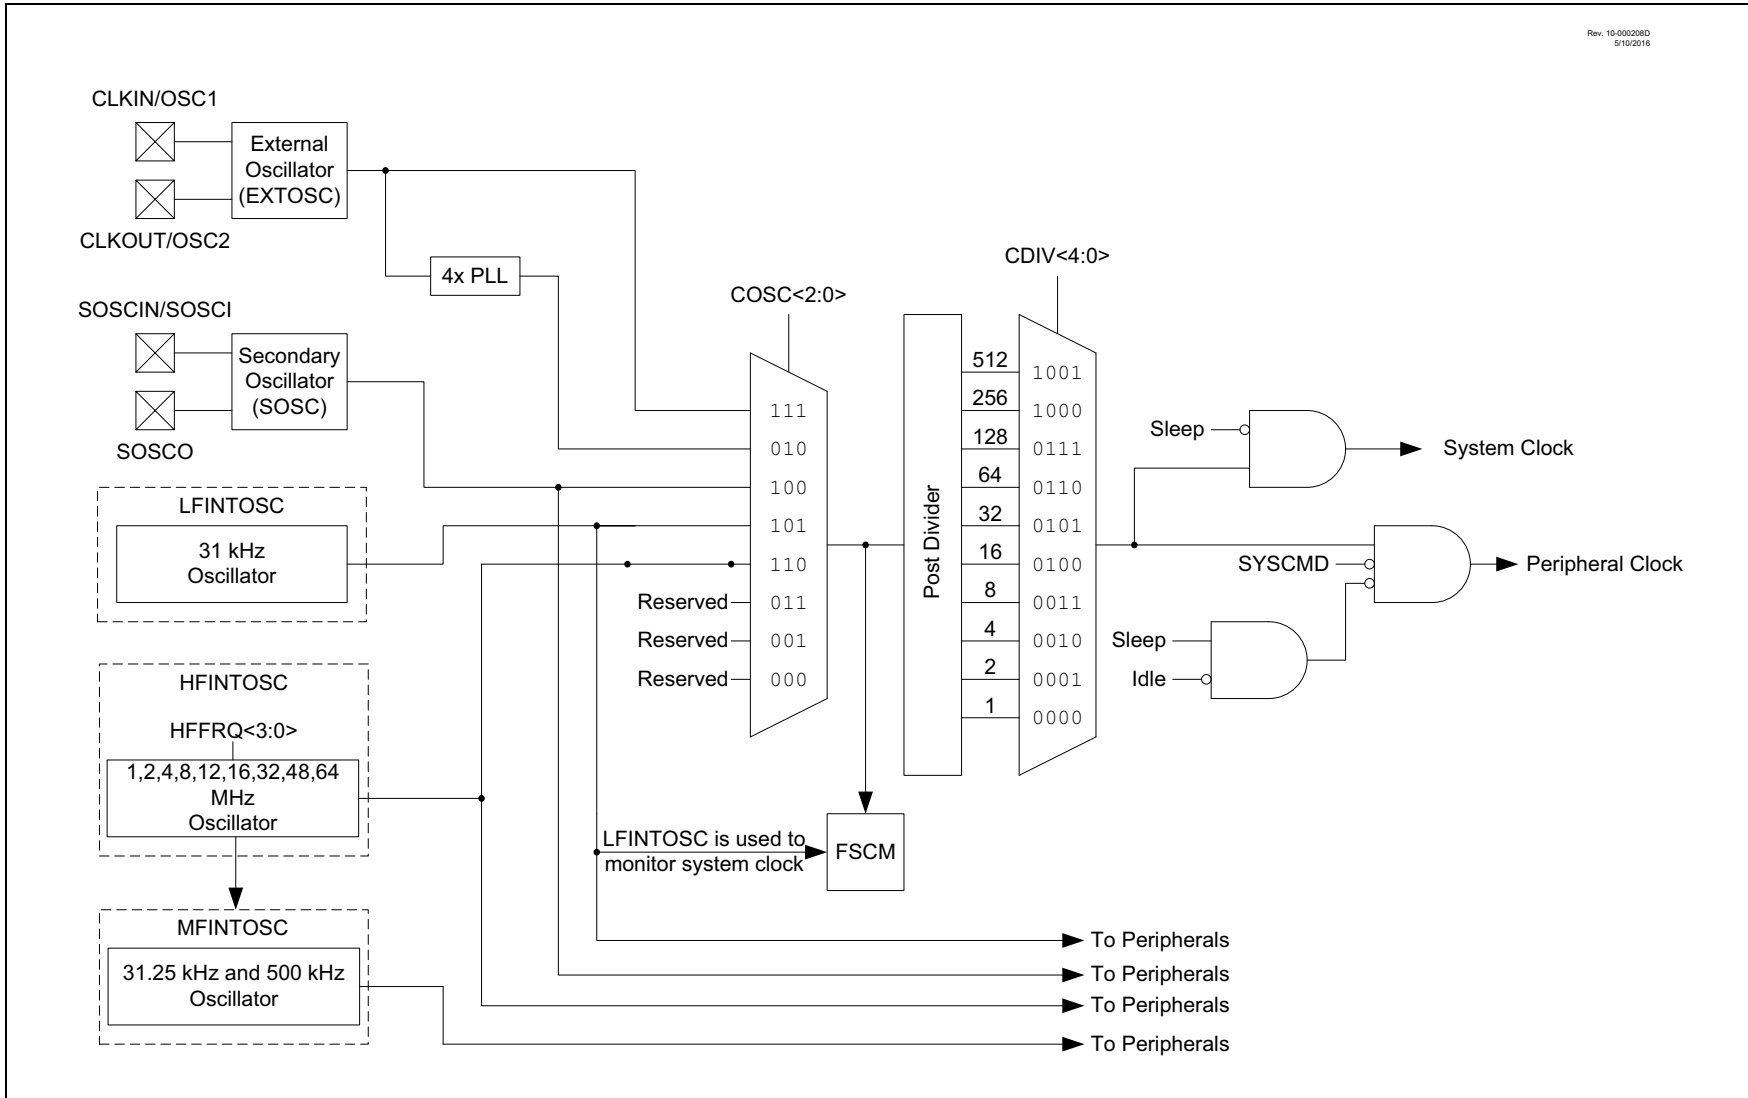 Rev. 10-000208D
5/10/2016
CLKIN/OSC1
External
Oscillator
(EXTOSC)
CLKOUT/OSC2
4x PLL
SOSCIN/SOSCI
Secondary
Oscillator
(SOSC)
SOSCO
LFINTOSC
31 kHz
Oscillator
HFINTOSC
HFFRQ<3:0>
1,2,4,8,12,16,32,48,64
MHz
Oscillator
MFINTOSC
31.25 kHz and 500 kHz
Oscillator
COSC<2:0>
111
010
100
101
110
Reserved 011
Reserved 001
Reserved 000
LFINTOSC is used to
monitor system clock
FSCM
Post Divider
CDIV<4:0>
512 1001
256 1000
128 0111
64 0110
32 0101
16 0100
8 0011
4 0010
2 0001
1 0000
Sleep
System Clock
SYSCMD
Peripheral Clock
Sleep
Idle
To Peripherals
To Peripherals
To Peripherals
To Peripherals